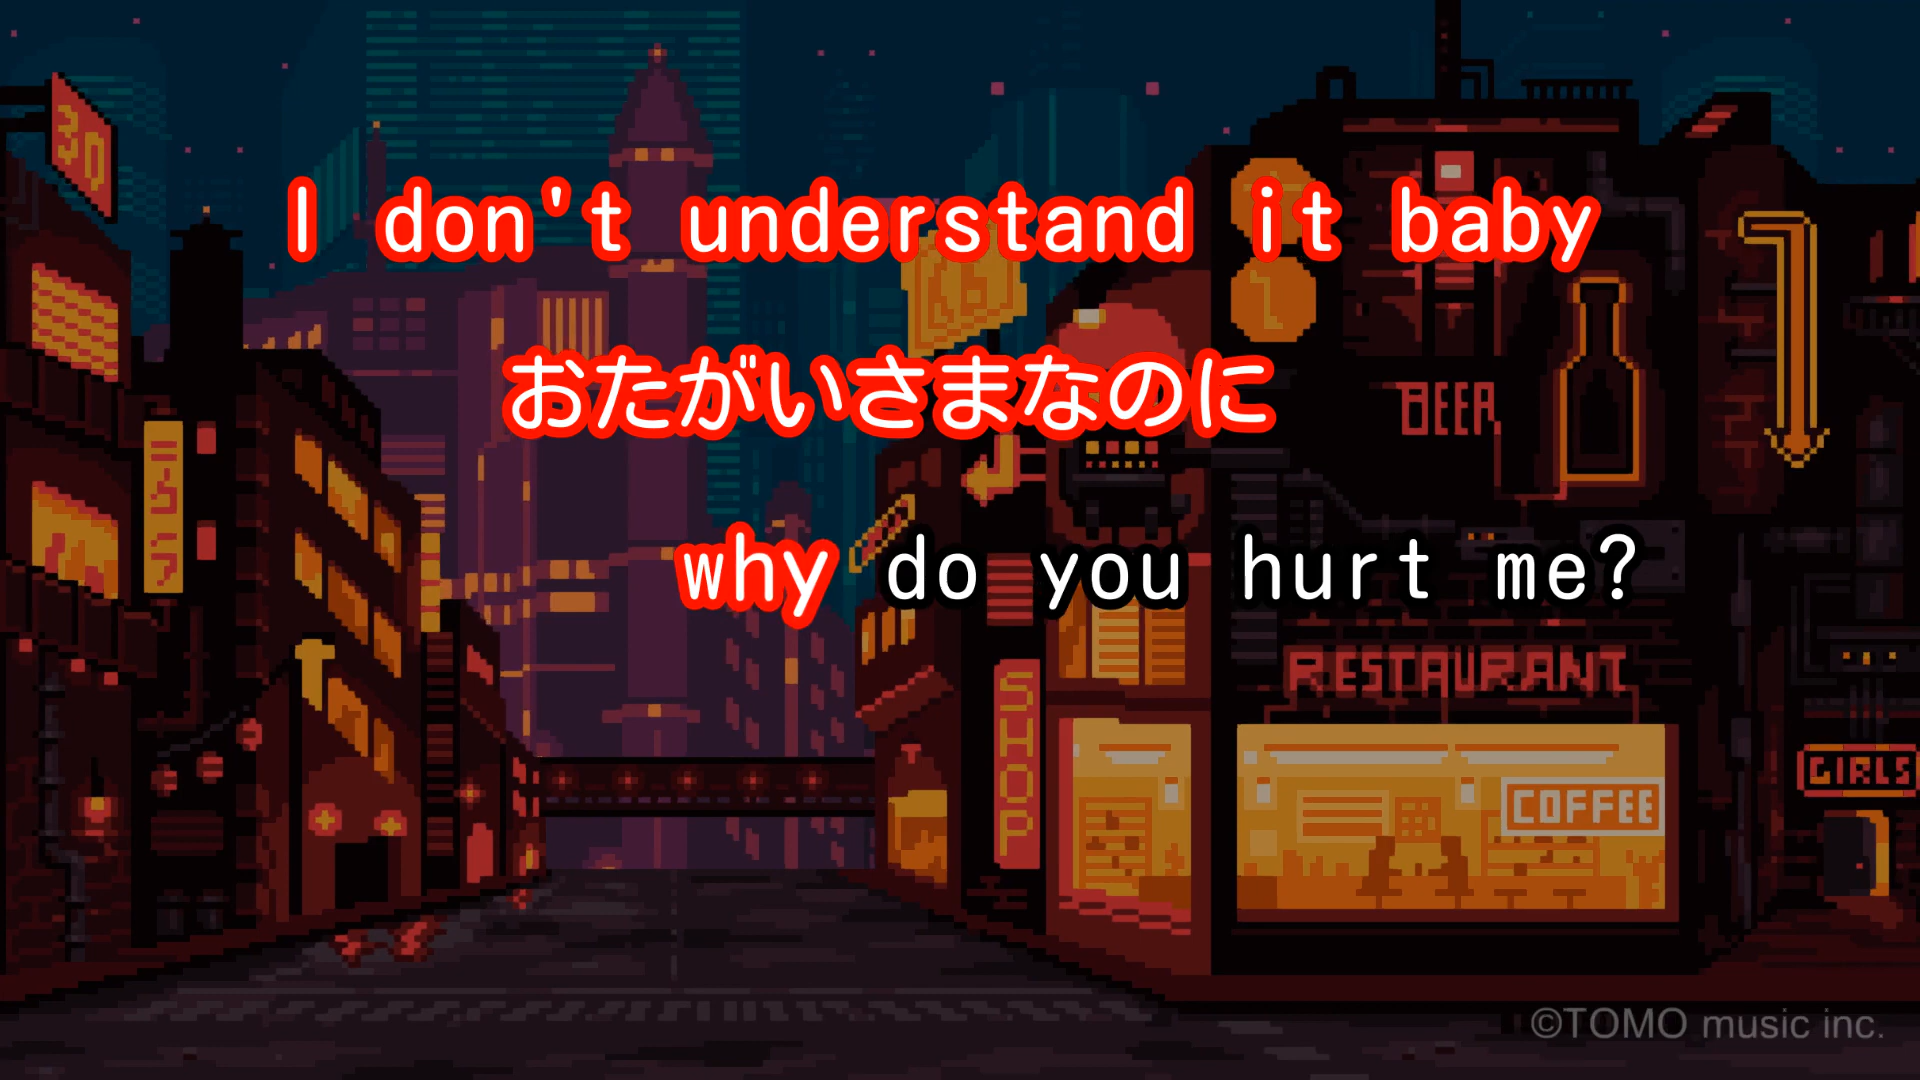 30
I don't understand it baby
おたがいさまなのに
BEER
why do you hurt me?
RESTAURANT
SHOP
GIRLS
COFFEE
©TOMO music inc.